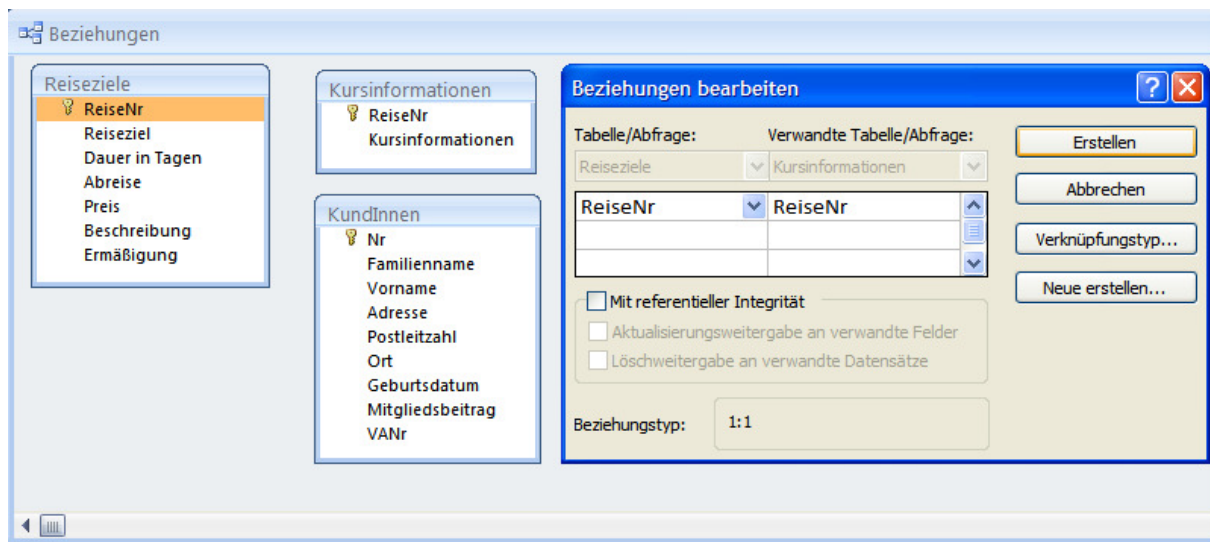 Beziehungen
Reiseziele
ReiseNr
Reiseziel
Dauer in Tagen
Abreise
Preis
Beschreibung
Ermäßigung
Kursinformationen
ReiseNr
Kursinformationen
KundInnen
Nr
Familienname
Vorname
Adresse
Postleitzahl
Ort
Geburtsdatum
Mitgliedsbeitrag
VANr
Beziehungen bearbeiten
Tabelle/Abfrage: Verwandte Tabelle/Abfrage:
Reiseziele Kursinformationen
ReiseNr ReiseNr
Mit referentieller Integrität
Aktualisierungsweitergabe an verwandte Felder
Löschweitergabe an verwandte Datensätze
Beziehungstyp: 1:1
Erstellen
Abbrechen
Verknüpfungstyp...
Neue erstellen...